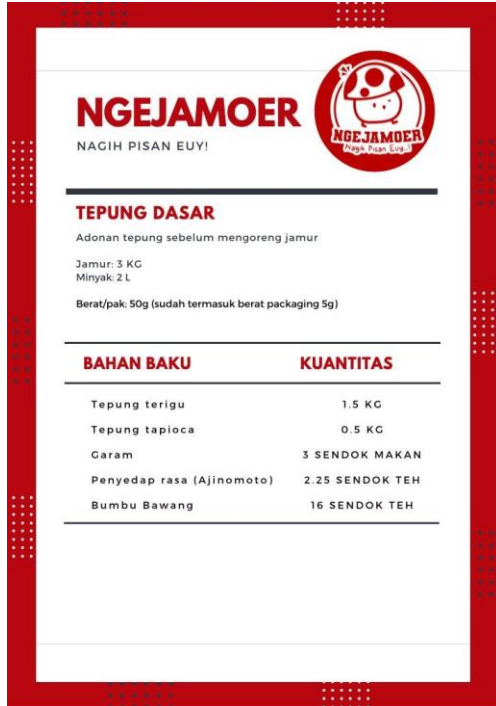 NGEJAMOER
NAGIH PISAN EUY!
NGEJAMOER
Nagih Pisan Euy..!
TEPUNG DASAR
Adonan tepung sebelum mengoreng jamur
Jamur: 3 KG
Minyak: 2 L
Berat/pak: 50g (sudah termasuk berat packaging 5g)
BAHAN BAKU KUANTITAS
Tepung terigu 1.5 KG
Tepung tapioca 0.5 KG
Garam 3 SENDOK MAKAN
Penyedap rasa (Ajinomoto) 2.25 SENDOK TEH
Bumbu Bawang 16 SENDOK TEH